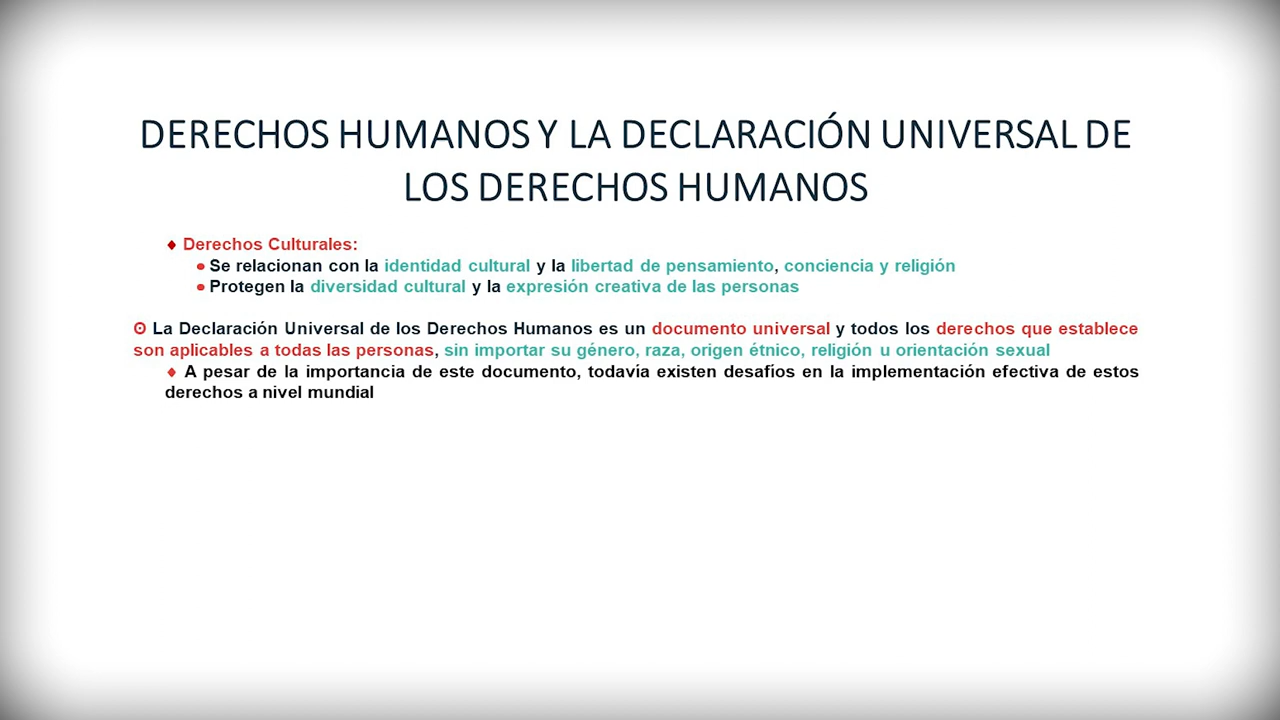 DERECHOS HUMANOS Y LA DECLARACIÓN UNIVERSAL DE
LOS DERECHOS HUMANOS
♦ Derechos Culturales:
• Se relacionan con la identidad cultural y la libertad de pensamiento, conciencia y religión
• Protegen la diversidad cultural y la expresión creativa de las personas
⊙ La Declaración Universal de los Derechos Humanos es un documento universal y todos los derechos que establece
son aplicables a todas las personas, sin importar su género, raza, origen étnico, religión u orientación sexual
♦ A pesar de la importancia de este documento, todavía existen desafíos en la implementación efectiva de estos
derechos a nivel mundial